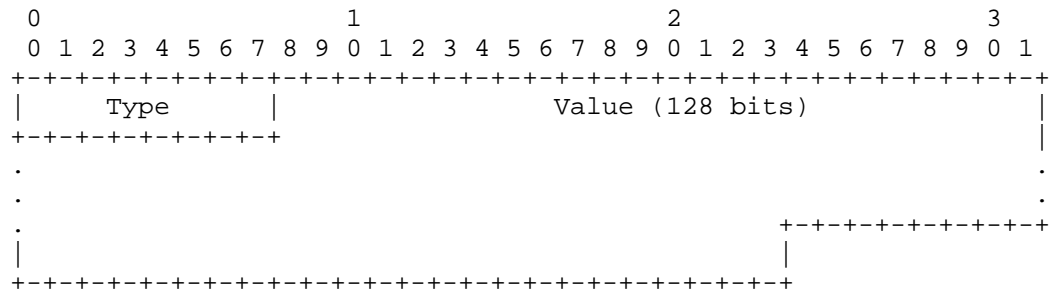 0                   1                   2                   3
 0 1 2 3 4 5 6 7 8 9 0 1 2 3 4 5 6 7 8 9 0 1 2 3 4 5 6 7 8 9 0 1
+-+-+-+-+-+-+-+-+-+-+-+-+-+-+-+-+-+-+-+-+-+-+-+-+-+-+-+-+-+-+-+-+
|     Type      |                 Value (128 bits)              |
+-+-+-+-+-+-+-+-+                                               |
.                                                               .
.                                                               .
.                                               +-+-+-+-+-+-+-+-+
|                                               |
+-+-+-+-+-+-+-+-+-+-+-+-+-+-+-+-+-+-+-+-+-+-+-+-+